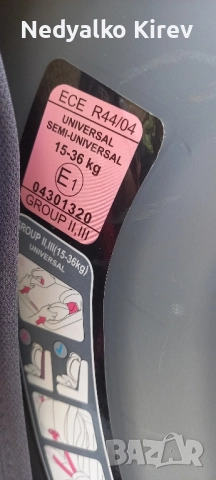 Nedyalko Kirev
ECE R44/04
UNIVERSAL
SEMI-UNIVERSAL
15-36 kg
E1
04301320
GROUP II,III
GROUP II,III(15-36kg)
UNIVERSAL
BAZAR